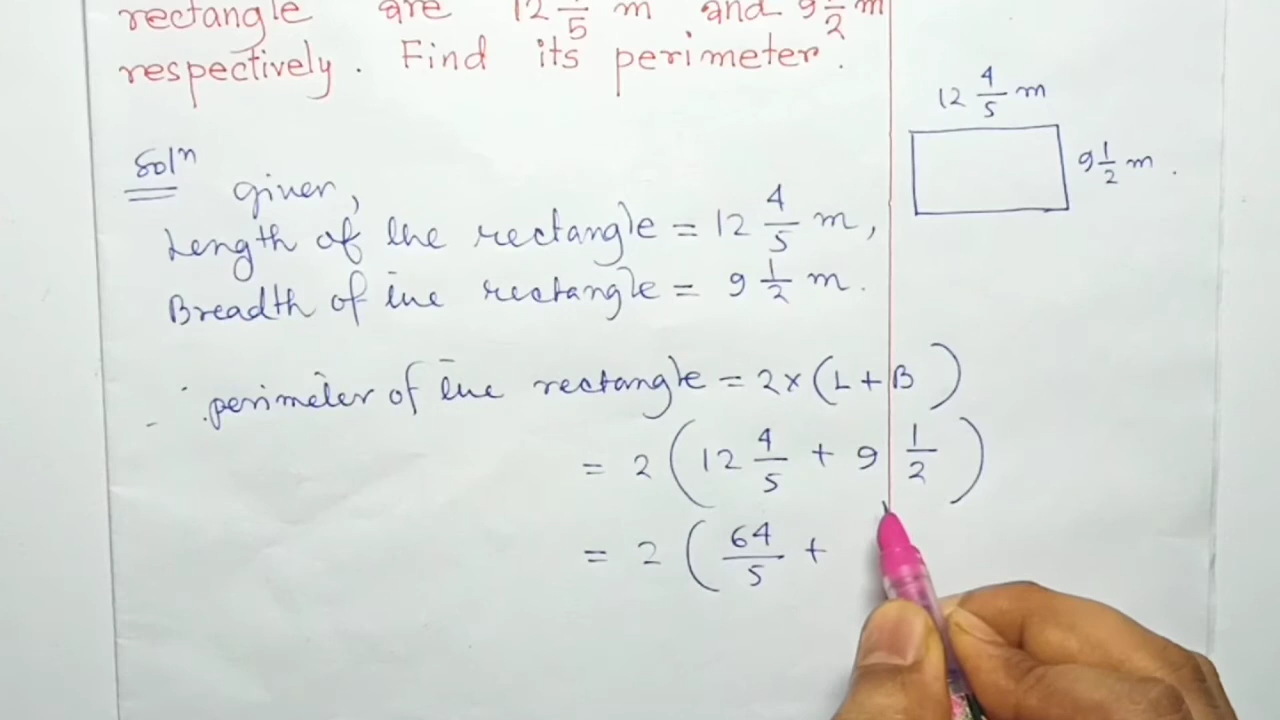 rectangle are 12 4/5 m and 9 1/2 m
respectively. Find its perimeter.
12 4/5 m
9 1/2 m.
Solⁿ
given,
Length of the rectangle = 12 4/5 m,
Breadth of the rectangle = 9 1/2 m.
∴ perimeter of the rectangle = 2×(L+B)
= 2(12 4/5 + 9 1/2)
= 2(64/5 +